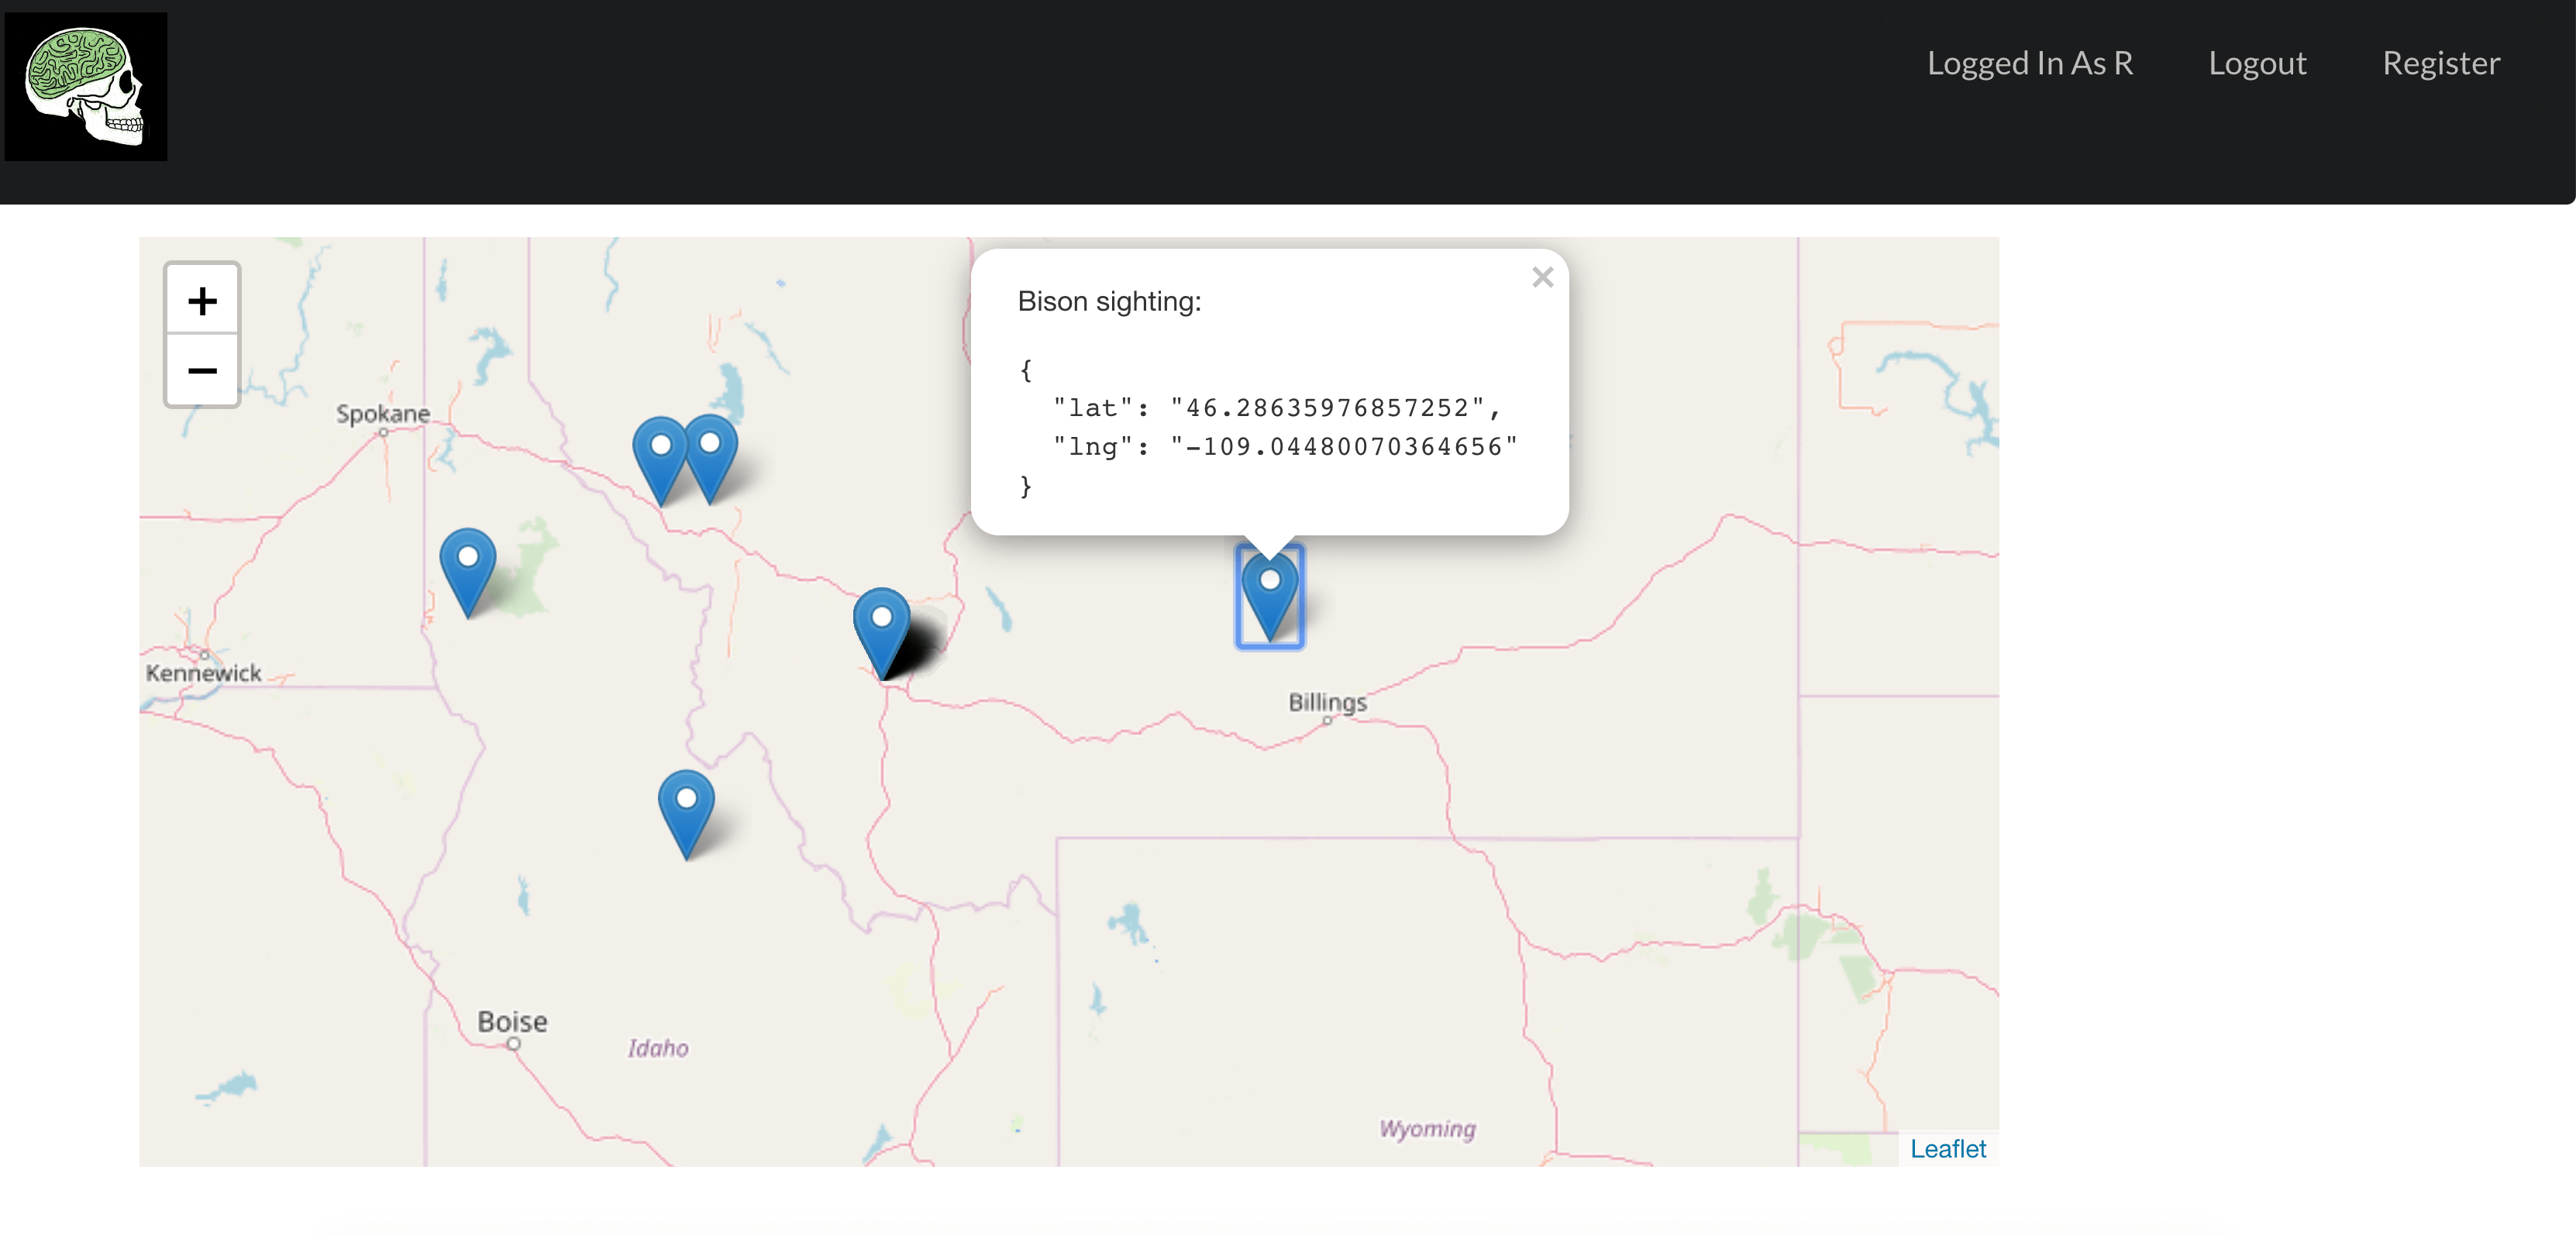 Logged In As R
Logout
Register
+
−
Bison sighting:
×
{
"lat": "46.28635976857252",
"lng": "-109.04480070364656"
}
Spokane
Kennewick
Billings
Boise
Idaho
Wyoming
Leaflet